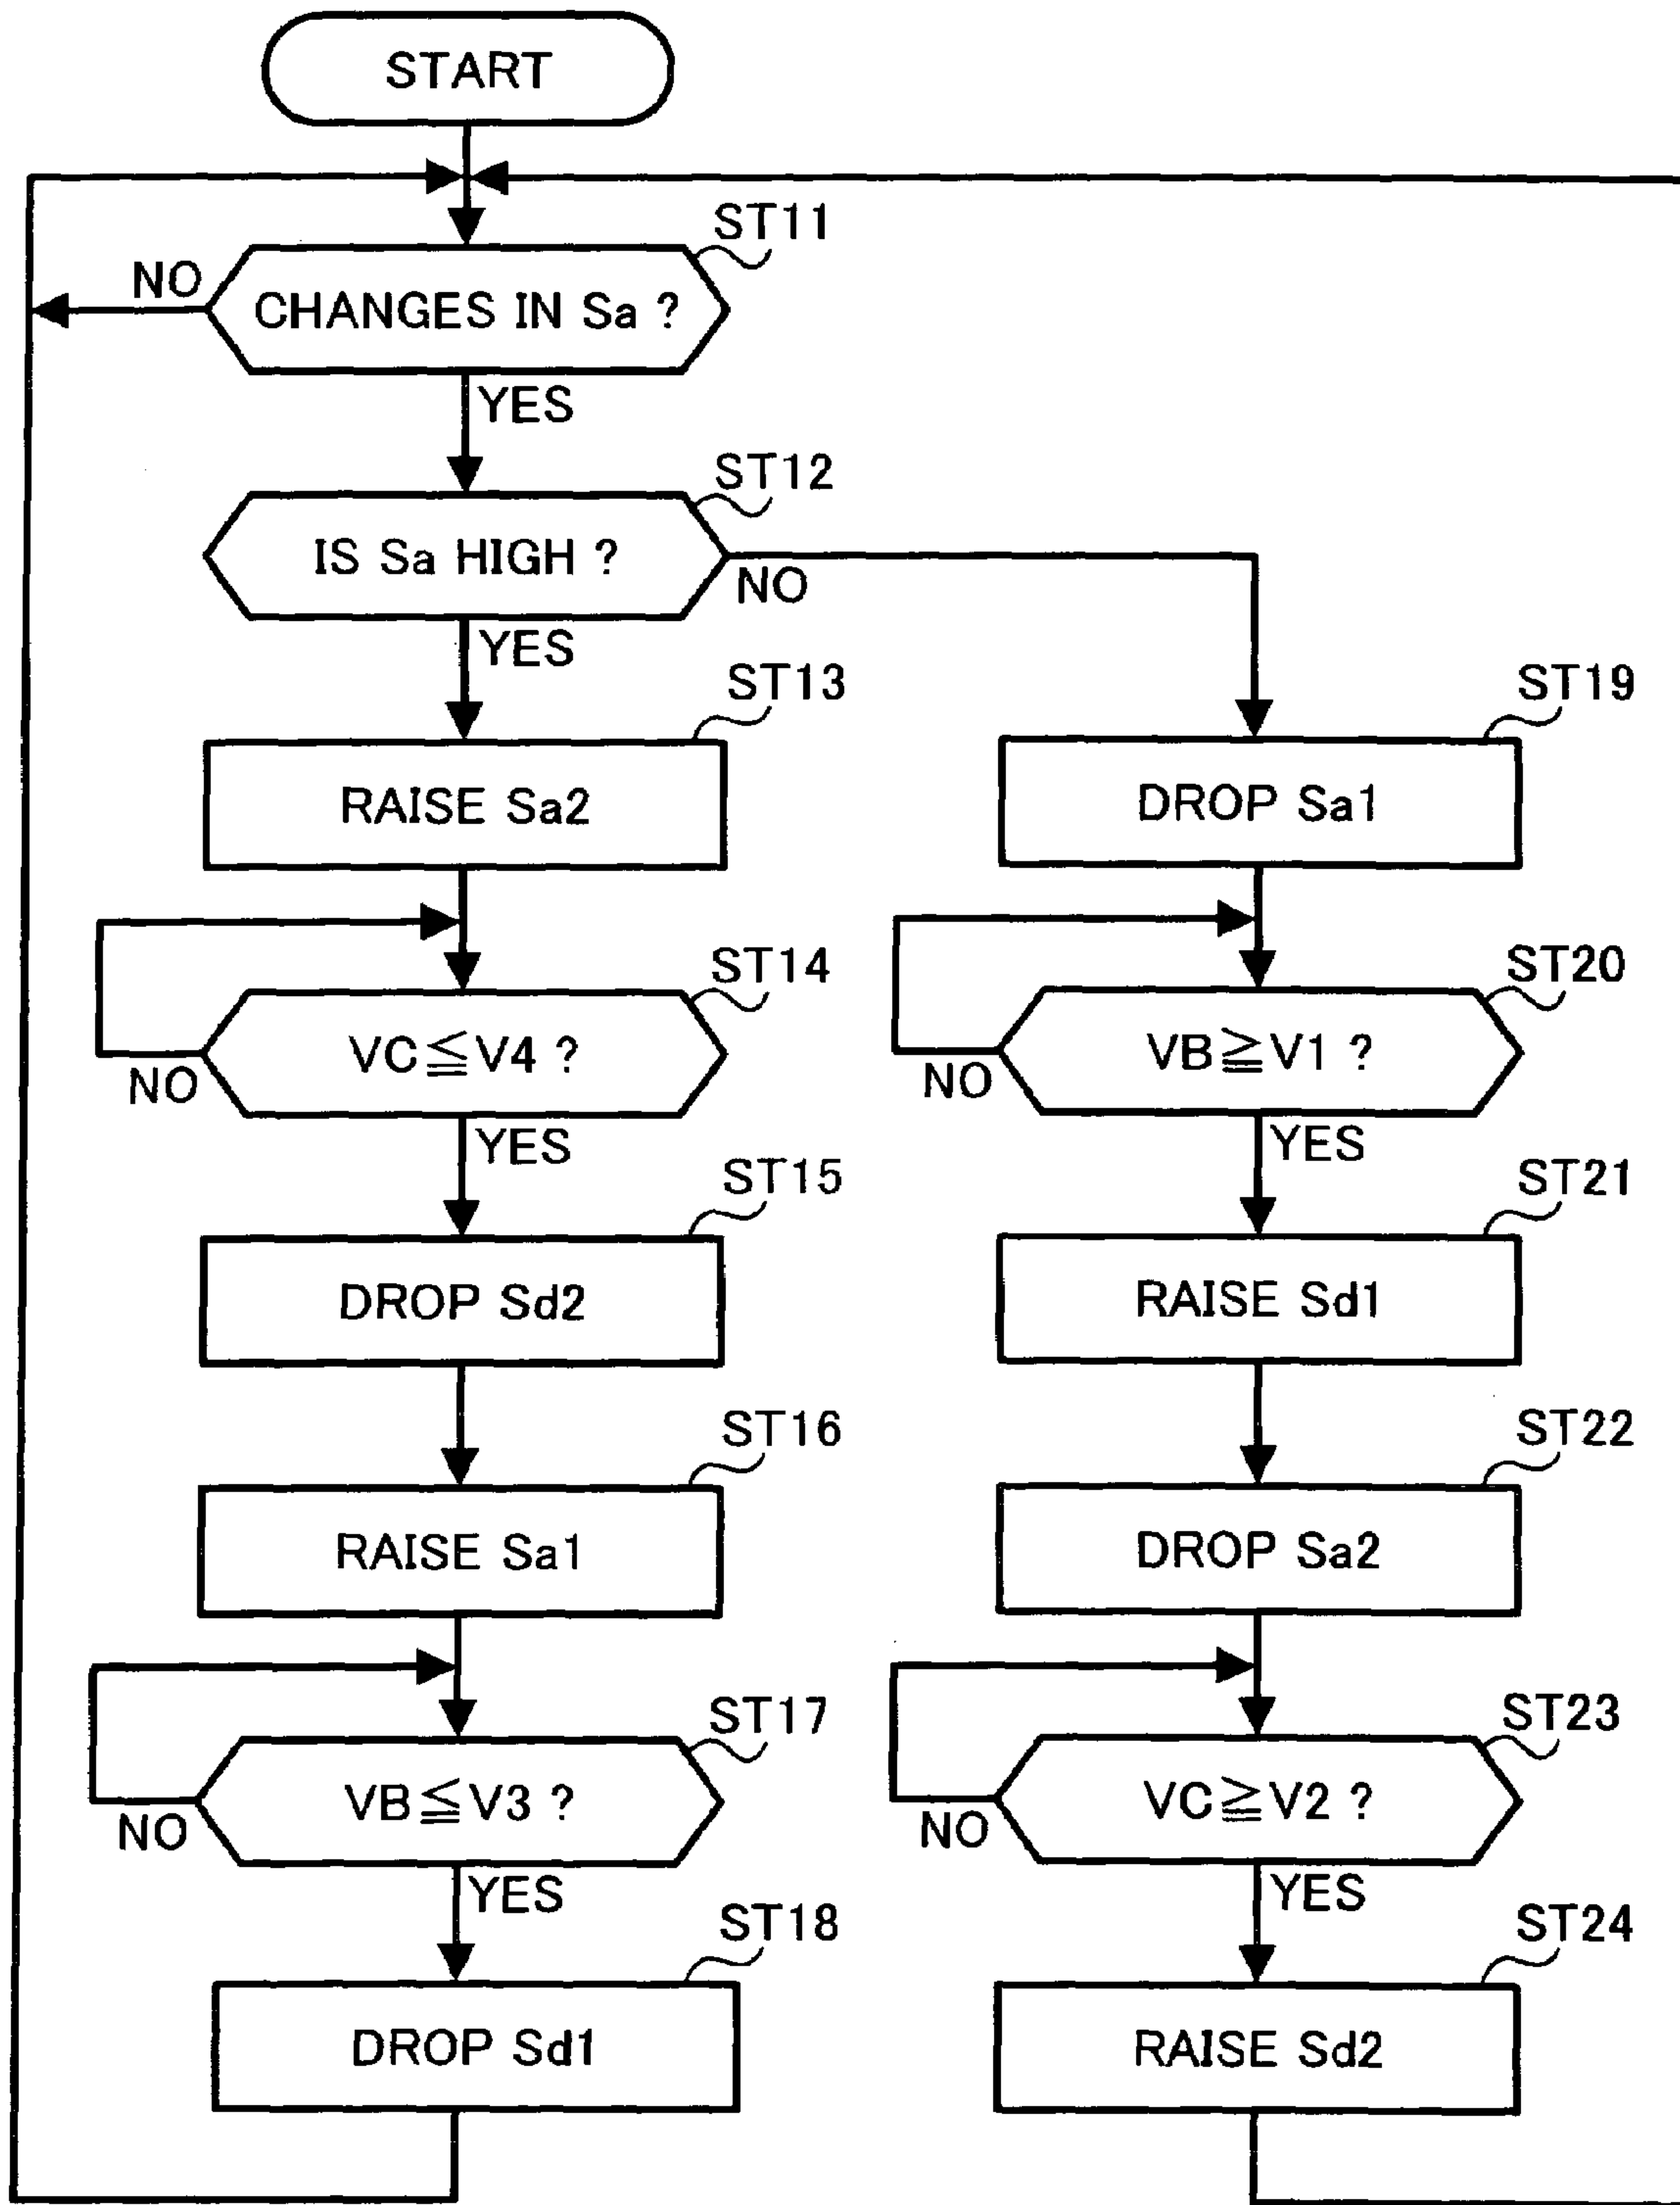 START
ST11
NO
CHANGES IN Sa ?
YES
ST12
IS Sa HIGH ?
NO
YES
ST13
RAISE Sa2
ST14
VC≦V4 ?
NO
YES
ST15
DROP Sd2
ST16
RAISE Sa1
ST17
VB≦V3 ?
NO
YES
ST18
DROP Sd1
ST19
DROP Sa1
ST20
VB≧V1 ?
NO
YES
ST21
RAISE Sd1
ST22
DROP Sa2
ST23
VC≧V2 ?
NO
YES
ST24
RAISE Sd2